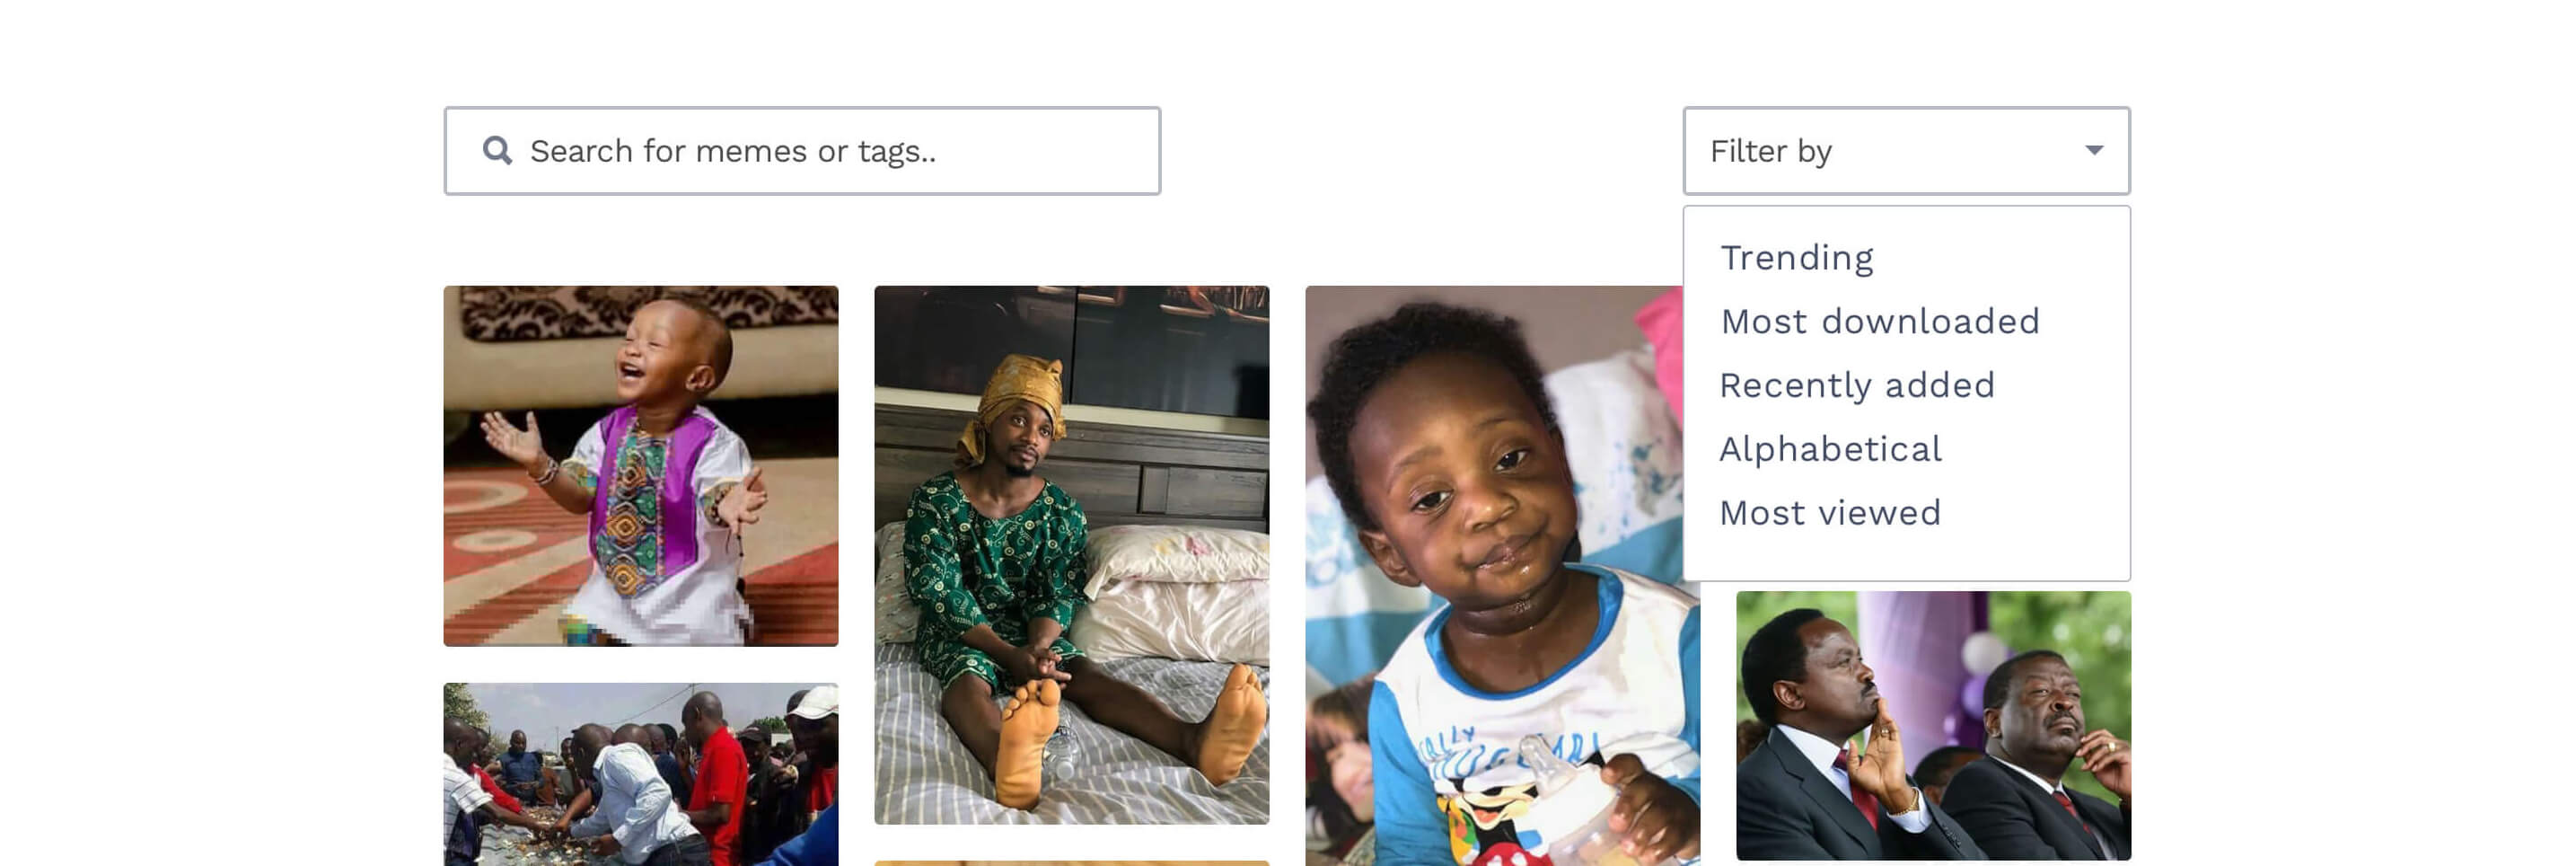 Search for memes or tags..
Filter by
Trending
Most downloaded
Recently added
Alphabetical
Most viewed